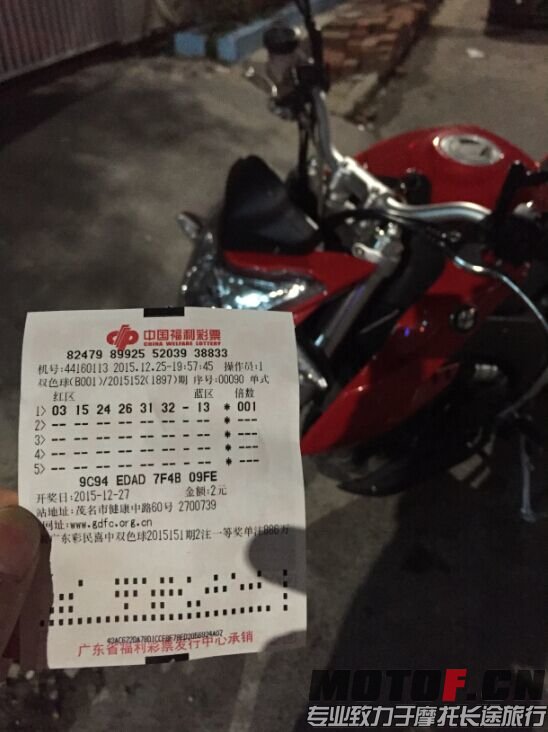 中国福利彩票
CHINA WELFARE LOTTERY
82479 89925 52039 38833
机号:44160113 2015.12.25-19:57:45 操作员:1
双色球(B001)/2015152(1897)期 序号:00090 单式
红区 蓝区 倍数
1> 03 15 24 26 31 32 - 13 * 001
2> -- -- -- -- -- -- - -- * ---
3> -- -- -- -- -- -- - -- * ---
4> -- -- -- -- -- -- - -- * ---
5> -- -- -- -- -- -- - -- * ---
9C94 EDAD 7F4B 09FE
开奖日:2015-12-27 金额:2元
站地址:茂名市健康中路60号 2700739
网址:www.gdfc.org.cn
广东彩民喜中双色球2015151期2注一等奖单注886万
广东省福利彩票发行中心承销
MOTOF.CN
专业致力于摩托长途旅行